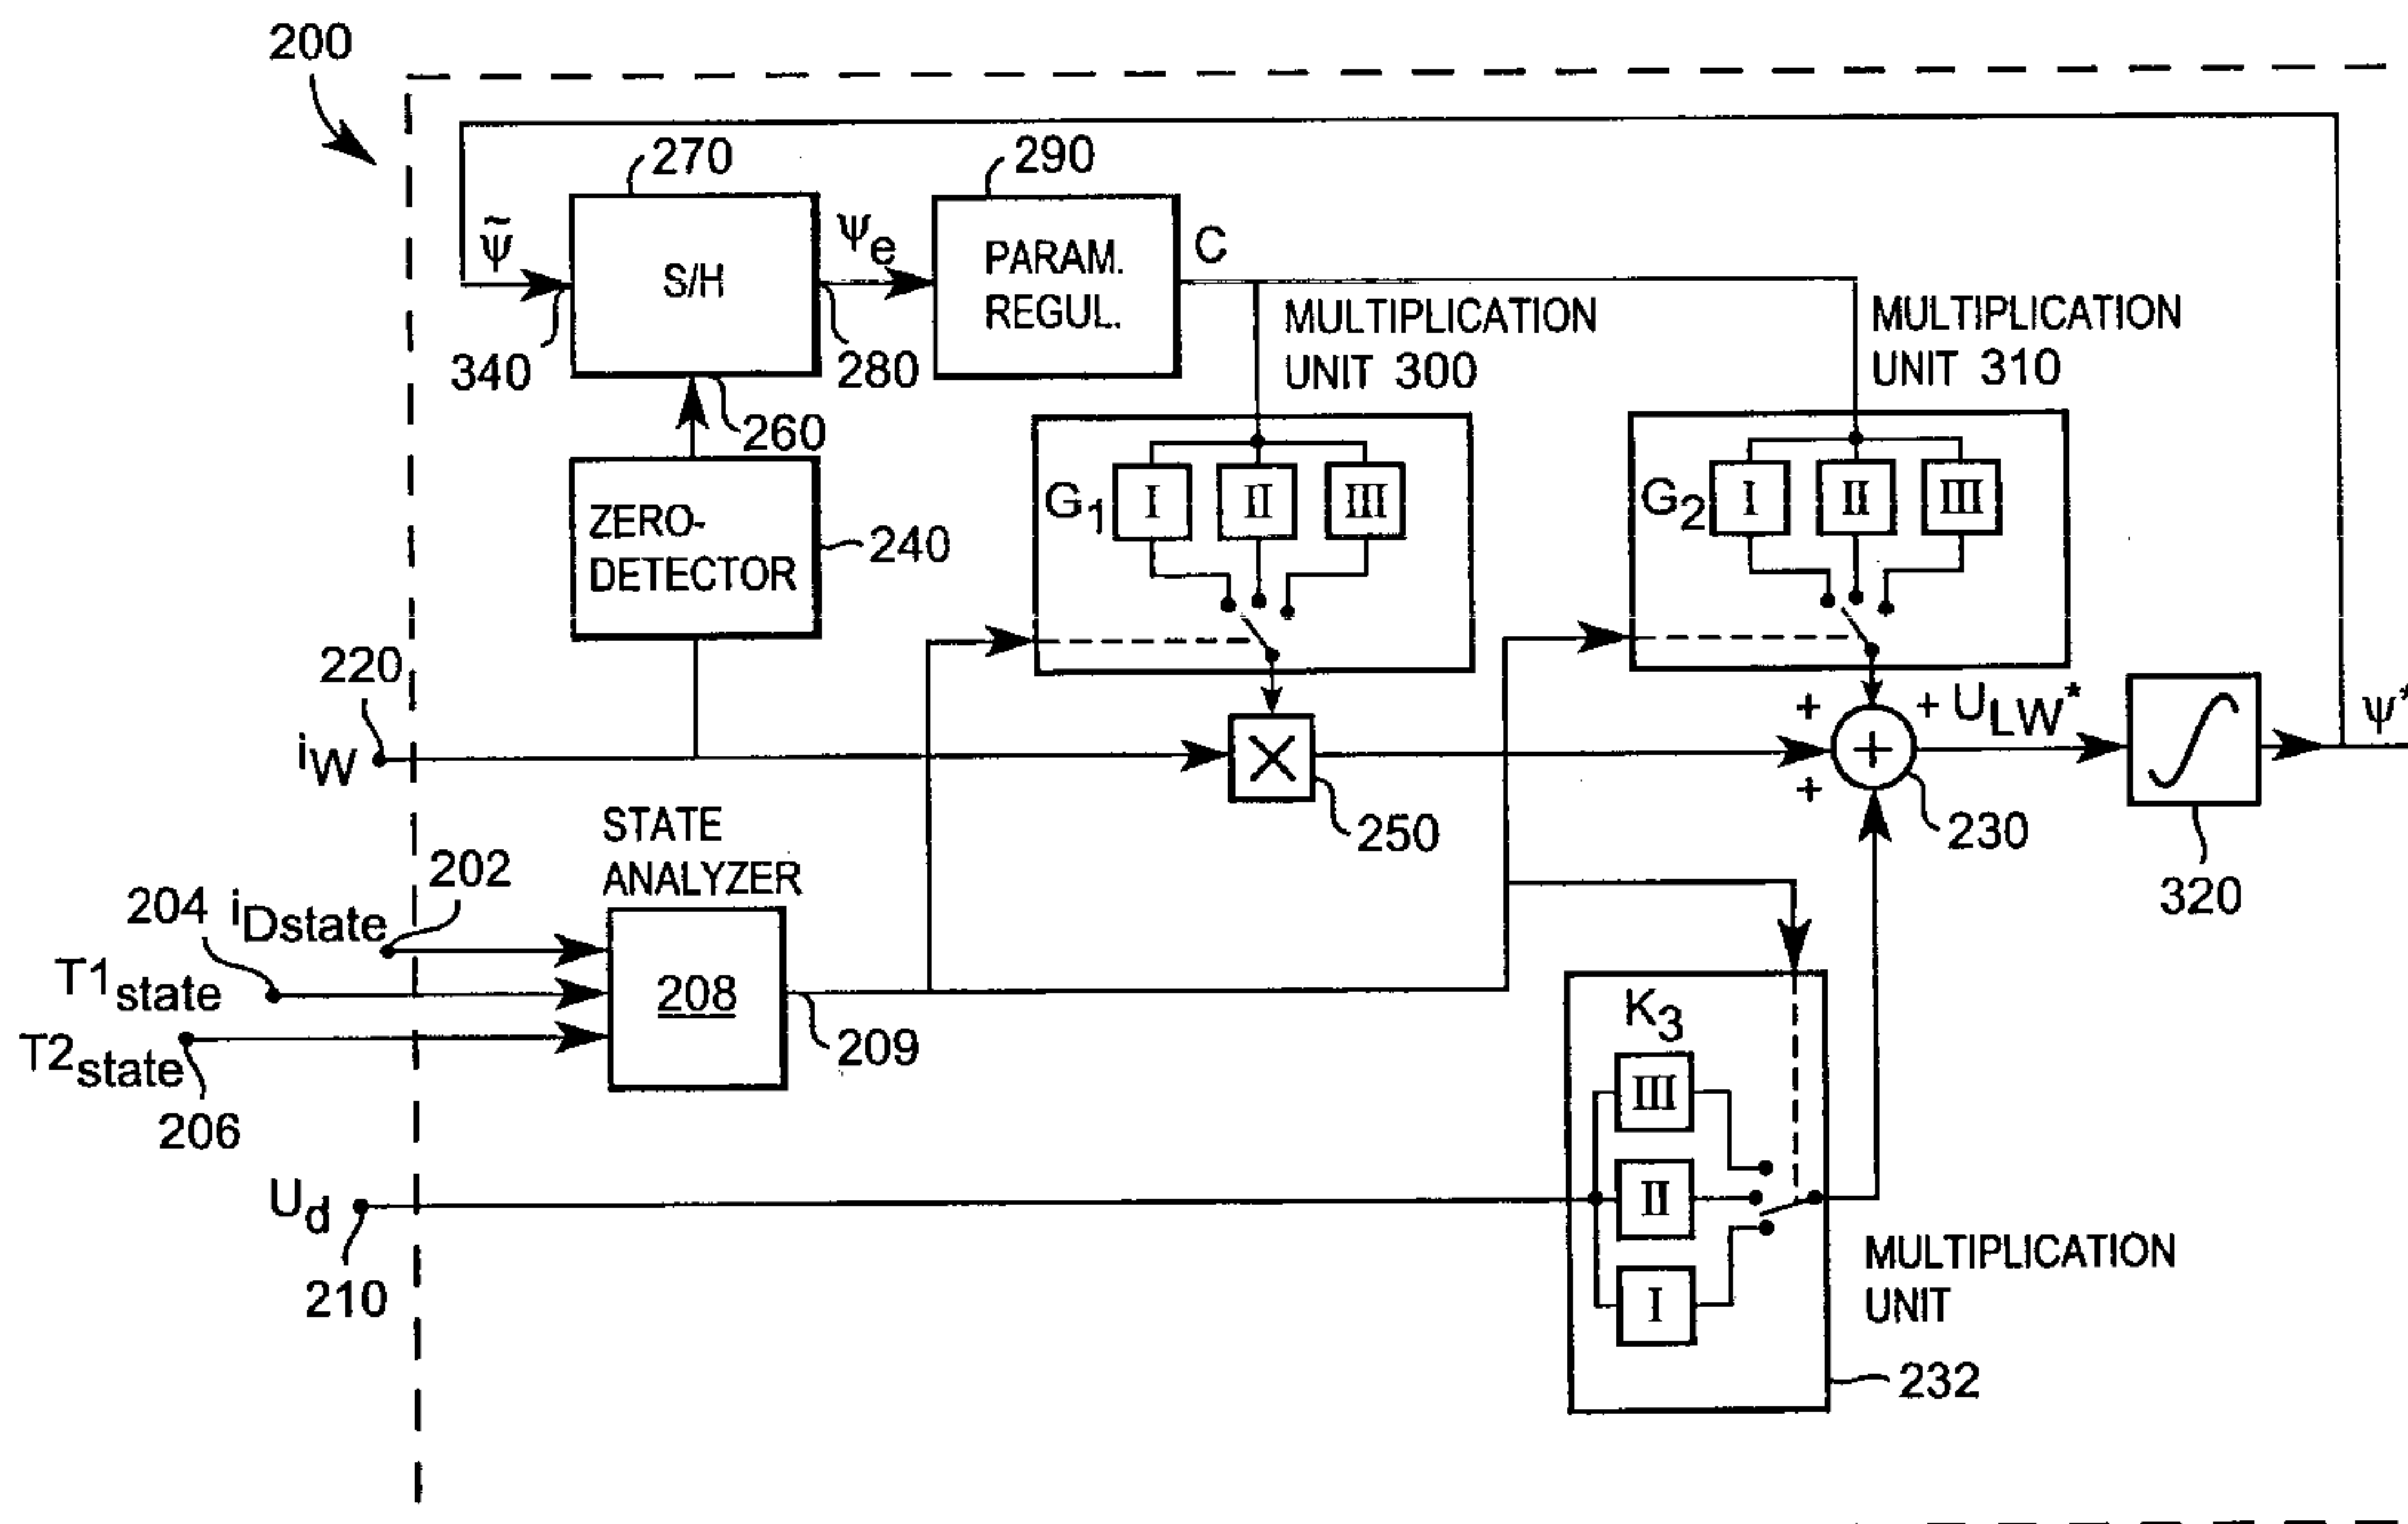 200
270
290
ψ̃
S/H
ψe
PARAM.
REGUL.
C
MULTIPLICATION
UNIT 300
MULTIPLICATION
UNIT 310
340
280
260
ZERO-
DETECTOR
240
G1
I
II
III
G2
I
II
III
220
iW
250
+
+
+
+
ULW*
230
320
ψ*
STATE
ANALYZER
202
204
iDstate
T1state
T2state
206
208
209
K3
III
II
I
Ud
210
MULTIPLICATION
UNIT
232